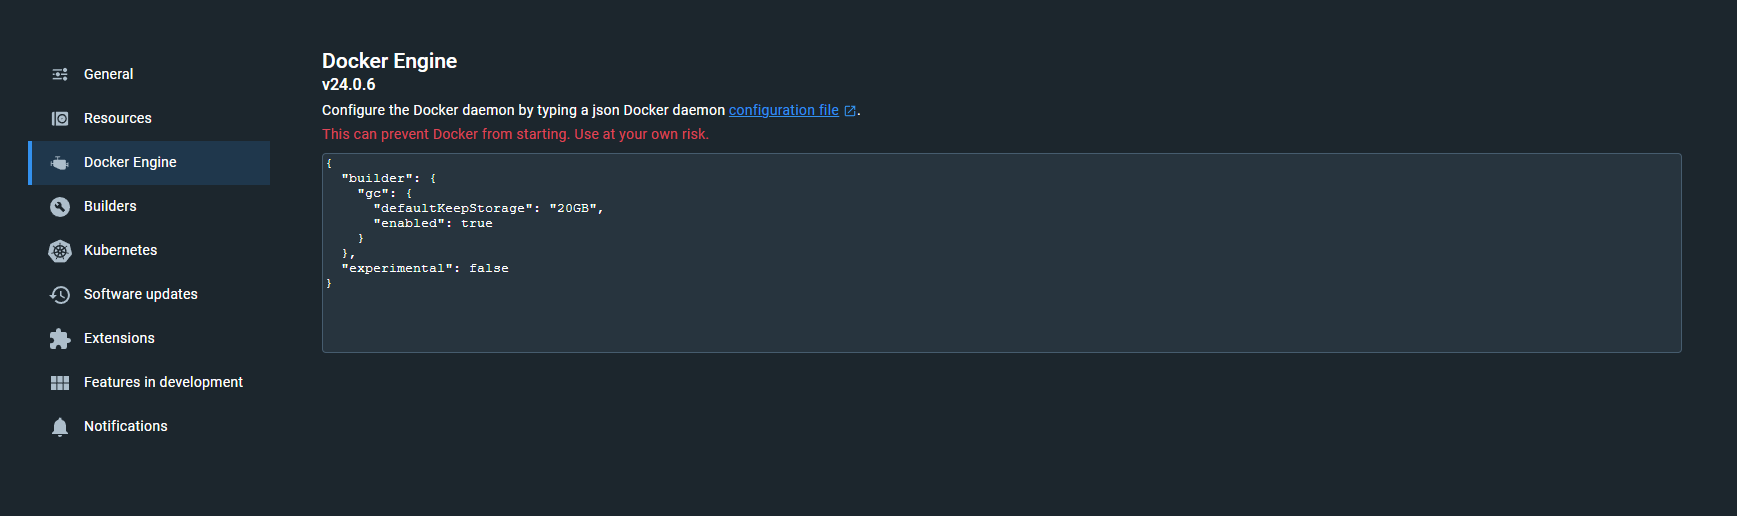 General
Resources
Docker Engine
Builders
Kubernetes
Software updates
Extensions
Features in development
Notifications
Docker Engine
v24.0.6
Configure the Docker daemon by typing a json Docker daemon configuration file .
This can prevent Docker from starting. Use at your own risk.
{
  "builder": {
    "gc": {
      "defaultKeepStorage": "20GB",
      "enabled": true
    }
  },
  "experimental": false
}